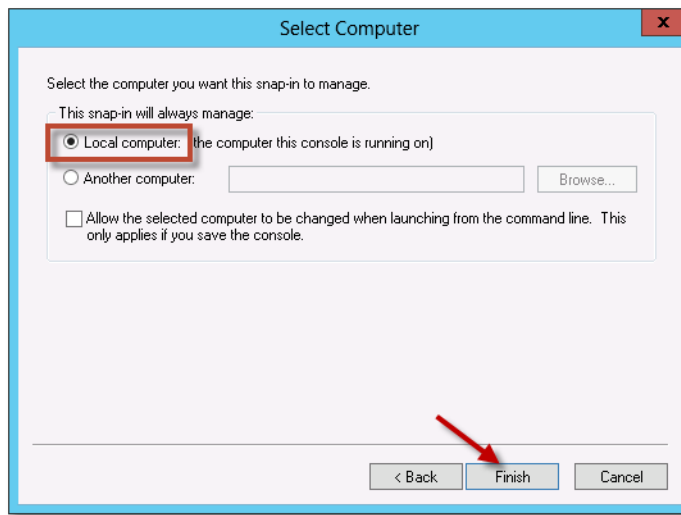 Select Computer
x
Select the computer you want this snap-in to manage.
This snap-in will always manage:
Local computer: the computer this console is running on)
Another computer:
Browse...
Allow the selected computer to be changed when launching from the command line. This
only applies if you save the console.
< Back
Finish
Cancel